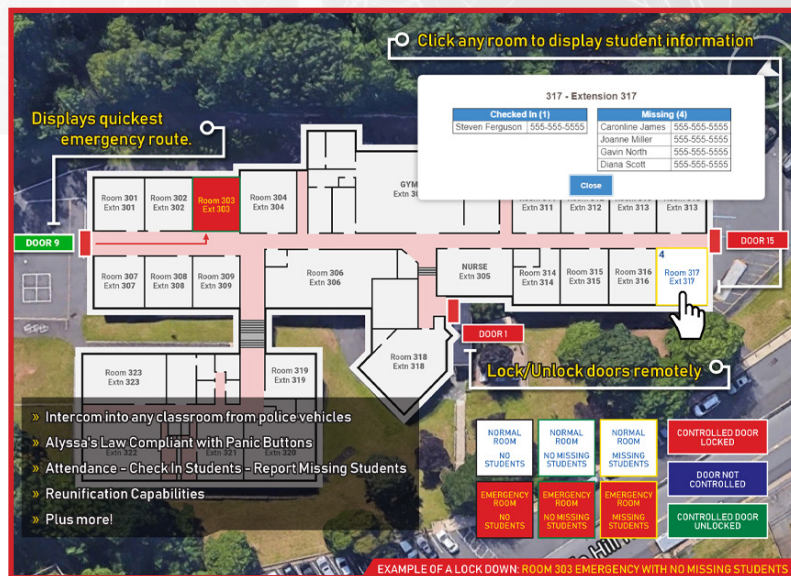 Click any room to display student information
317 - Extension 317
Checked In (1)
Steven Ferguson 555-555-5555
Missing (4)
Caronline James 555-555-5555
Joanne Miller 555-555-5555
Gavin North 555-555-5555
Diana Scott 555-555-5555
Close
Displays quickest
emergency route.
Room 301
Extn 301
Room 302
Extn 302
Room 303
Ext 303
Room 304
Extn 304
GYM
311
312
313
313
DOOR 9
DOOR 15
Room 307
Extn 307
Room 308
Extn 308
Room 309
Extn 309
Room 306
Extn 306
NURSE
Extn 305
Room 314
Extn 314
Room 315
Extn 315
Room 316
Extn 316
4
Room 317
Ext 317
DOOR 1
Room 318
Extn 318
Lock/Unlock doors remotely
Room 323
Extn 323
Room 319
Extn 319
322
321
320
» Intercom into any classroom from police vehicles
» Alyssa's Law Compliant with Panic Buttons
» Attendance - Check In Students - Report Missing Students
» Reunification Capabilities
» Plus more!
NORMAL
ROOM
NO
STUDENTS
NORMAL
ROOM
NO MISSING
STUDENTS
NORMAL
ROOM
MISSING
STUDENTS
CONTROLLED DOOR
LOCKED
EMERGENCY
ROOM
NO
STUDENTS
EMERGENCY
ROOM
NO MISSING
STUDENTS
EMERGENCY
ROOM
MISSING
STUDENTS
DOOR NOT
CONTROLLED
CONTROLLED DOOR
UNLOCKED
EXAMPLE OF A LOCK DOWN: ROOM 303 EMERGENCY WITH NO MISSING STUDENTS